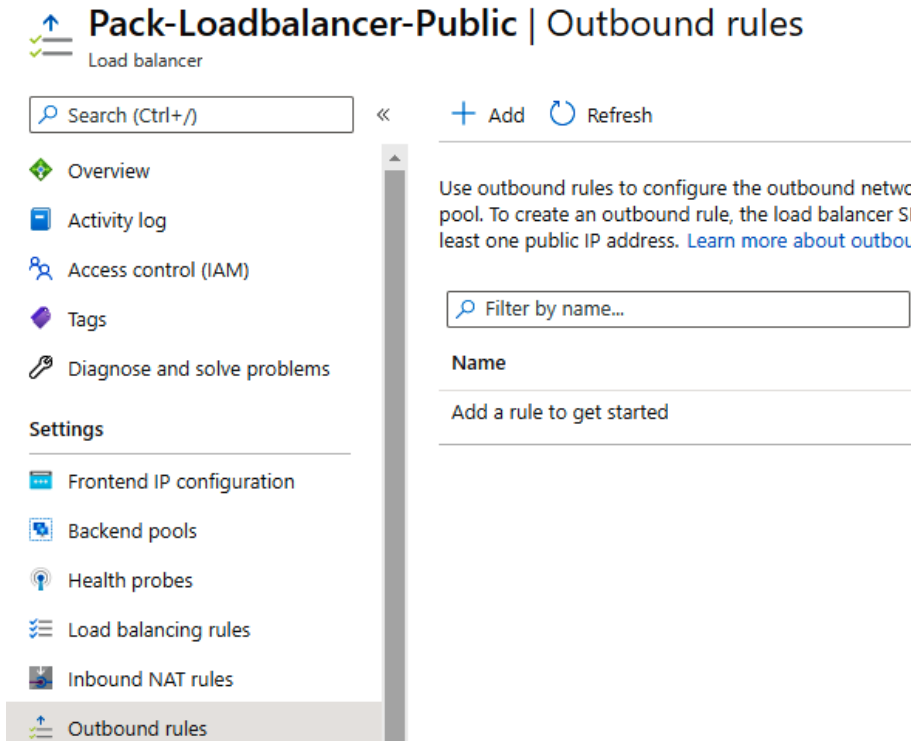 Pack-Loadbalancer-Public | Outbound rules
Load balancer
Search (Ctrl+/)
«
Add
Refresh
Overview
Activity log
Access control (IAM)
Tags
Diagnose and solve problems
Settings
Frontend IP configuration
Backend pools
Health probes
Load balancing rules
Inbound NAT rules
Outbound rules
Use outbound rules to configure the outbound netwo
pool. To create an outbound rule, the load balancer S
least one public IP address. Learn more about outbou
Filter by name...
Name
Add a rule to get started